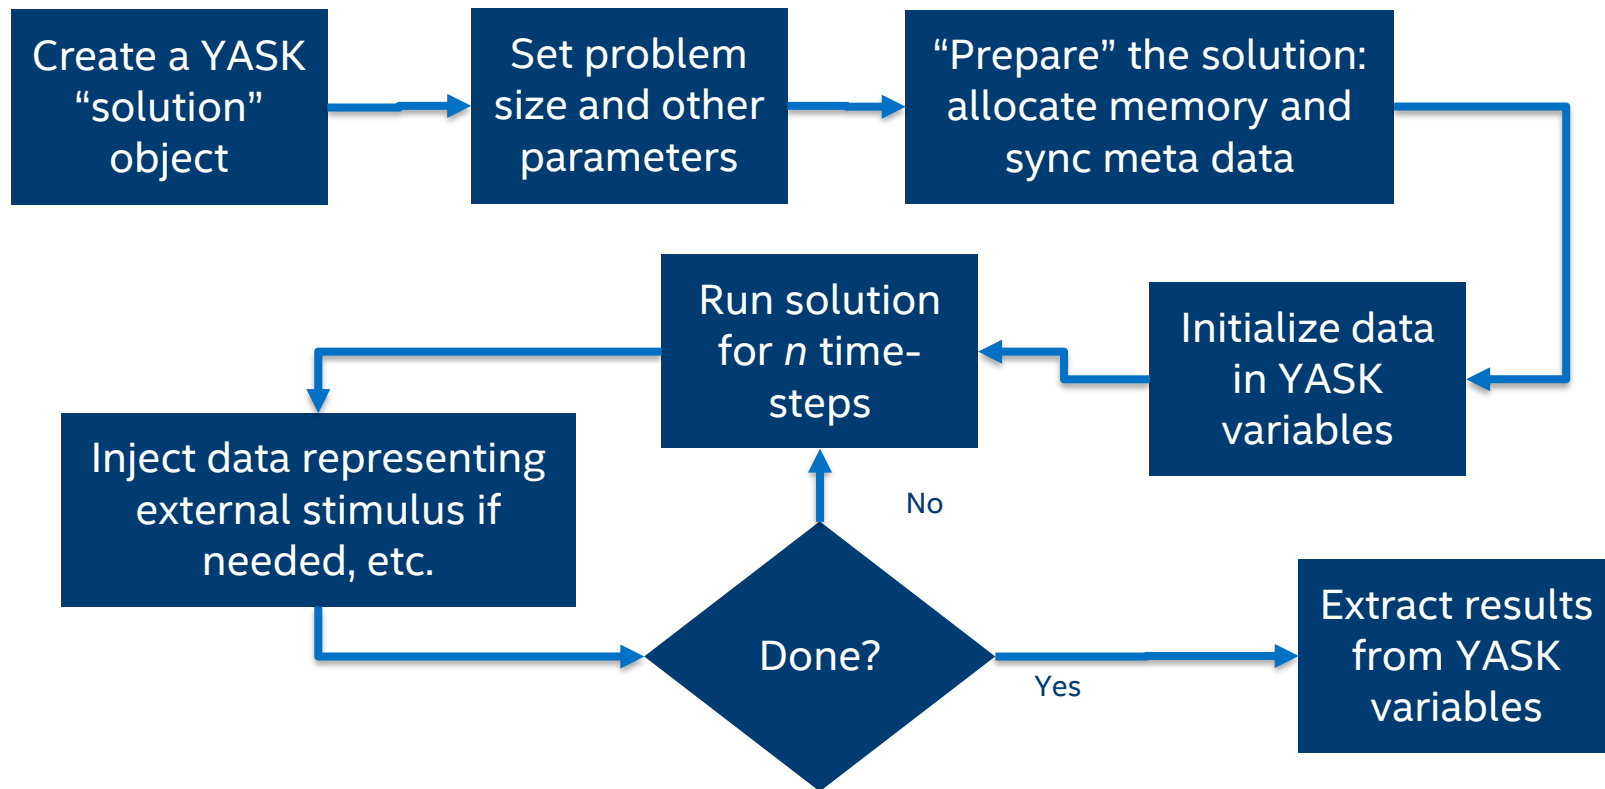 Create a YASK
“solution”
object
Set problem
size and other
parameters
“Prepare” the solution:
allocate memory and
sync meta data
Initialize data
in YASK
variables
Run solution
for n time-
steps
Inject data representing
external stimulus if
needed, etc.
Done?
No
Yes
Extract results
from YASK
variables